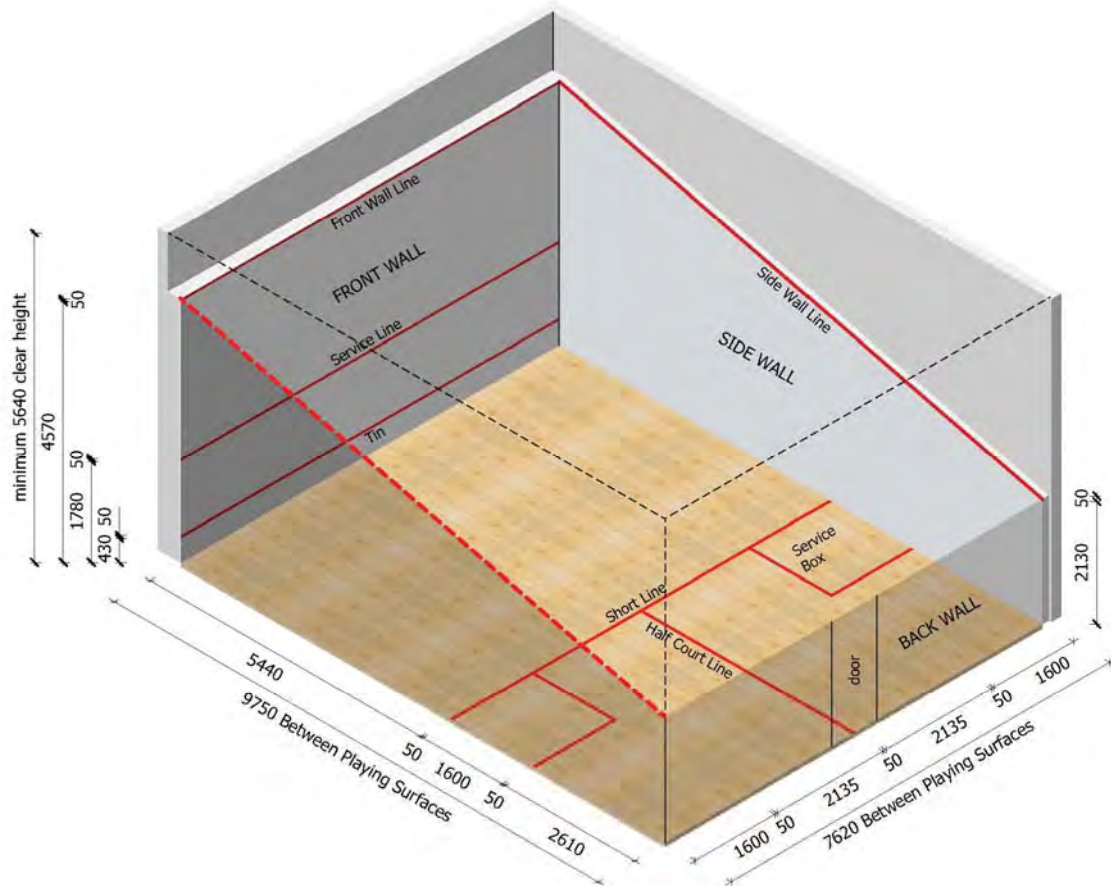 Front Wall Line
FRONT WALL
Service Line
Tin
Side Wall Line
SIDE WALL
Service
Box
Short Line
Half Court Line
door
BACK WALL
minimum 5640 clear height
4570
50
1780
50
430
50
50
2130
5440
50
1600
50
2610
9750 Between Playing Surfaces
1600
50
2135
50
2135
50
1600
7620 Between Playing Surfaces